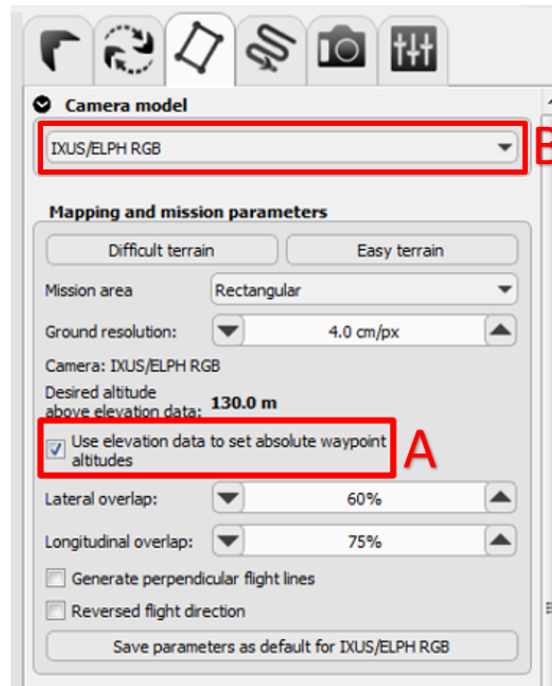 Camera model
IXUS/ELPH RGB
B
Mapping and mission parameters
Difficult terrain Easy terrain
Mission area Rectangular
Ground resolution: 4.0 cm/px
Camera: IXUS/ELPH RGB
Desired altitude
above elevation data: 130.0 m
Use elevation data to set absolute waypoint
altitudes
A
Lateral overlap: 60%
Longitudinal overlap: 75%
Generate perpendicular flight lines
Reversed flight direction
Save parameters as default for IXUS/ELPH RGB